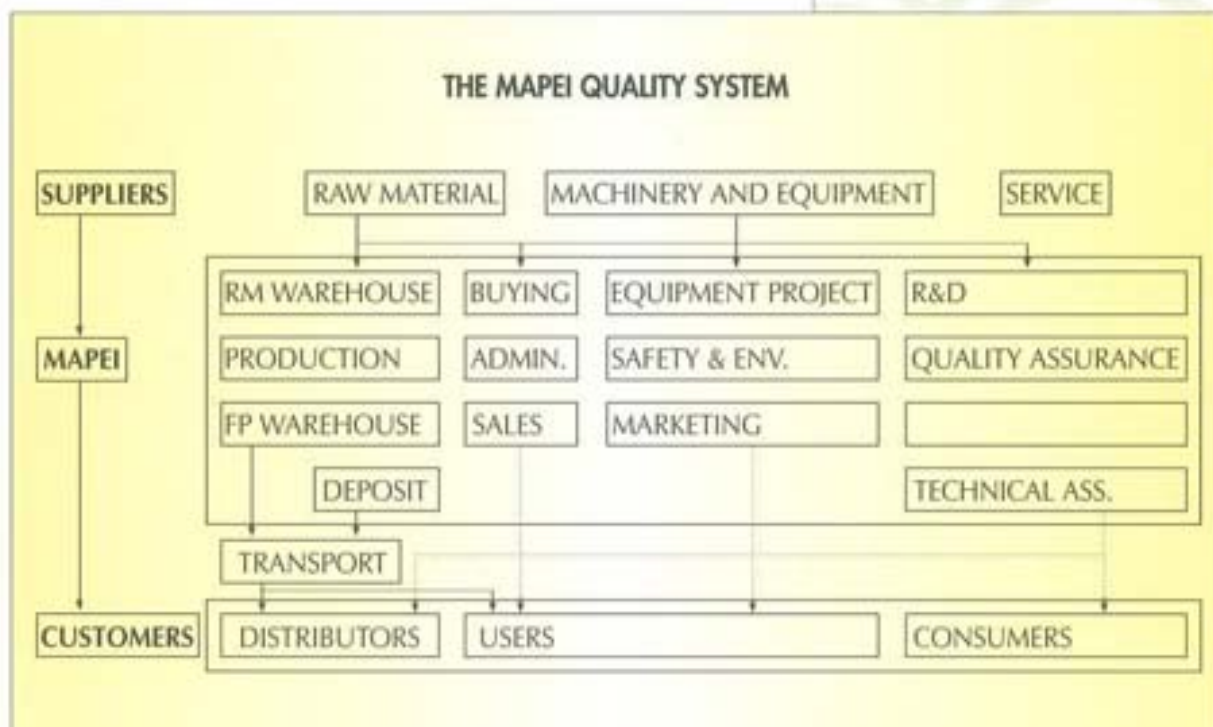 THE MAPEI QUALITY SYSTEM
SUPPLIERS
RAW MATERIAL
MACHINERY AND EQUIPMENT
SERVICE
RM WAREHOUSE
BUYING
EQUIPMENT PROJECT
R&D
MAPEI
PRODUCTION
ADMIN.
SAFETY & ENV.
QUALITY ASSURANCE
FP WAREHOUSE
SALES
MARKETING
DEPOSIT
TECHNICAL ASS.
TRANSPORT
CUSTOMERS
DISTRIBUTORS
USERS
CONSUMERS